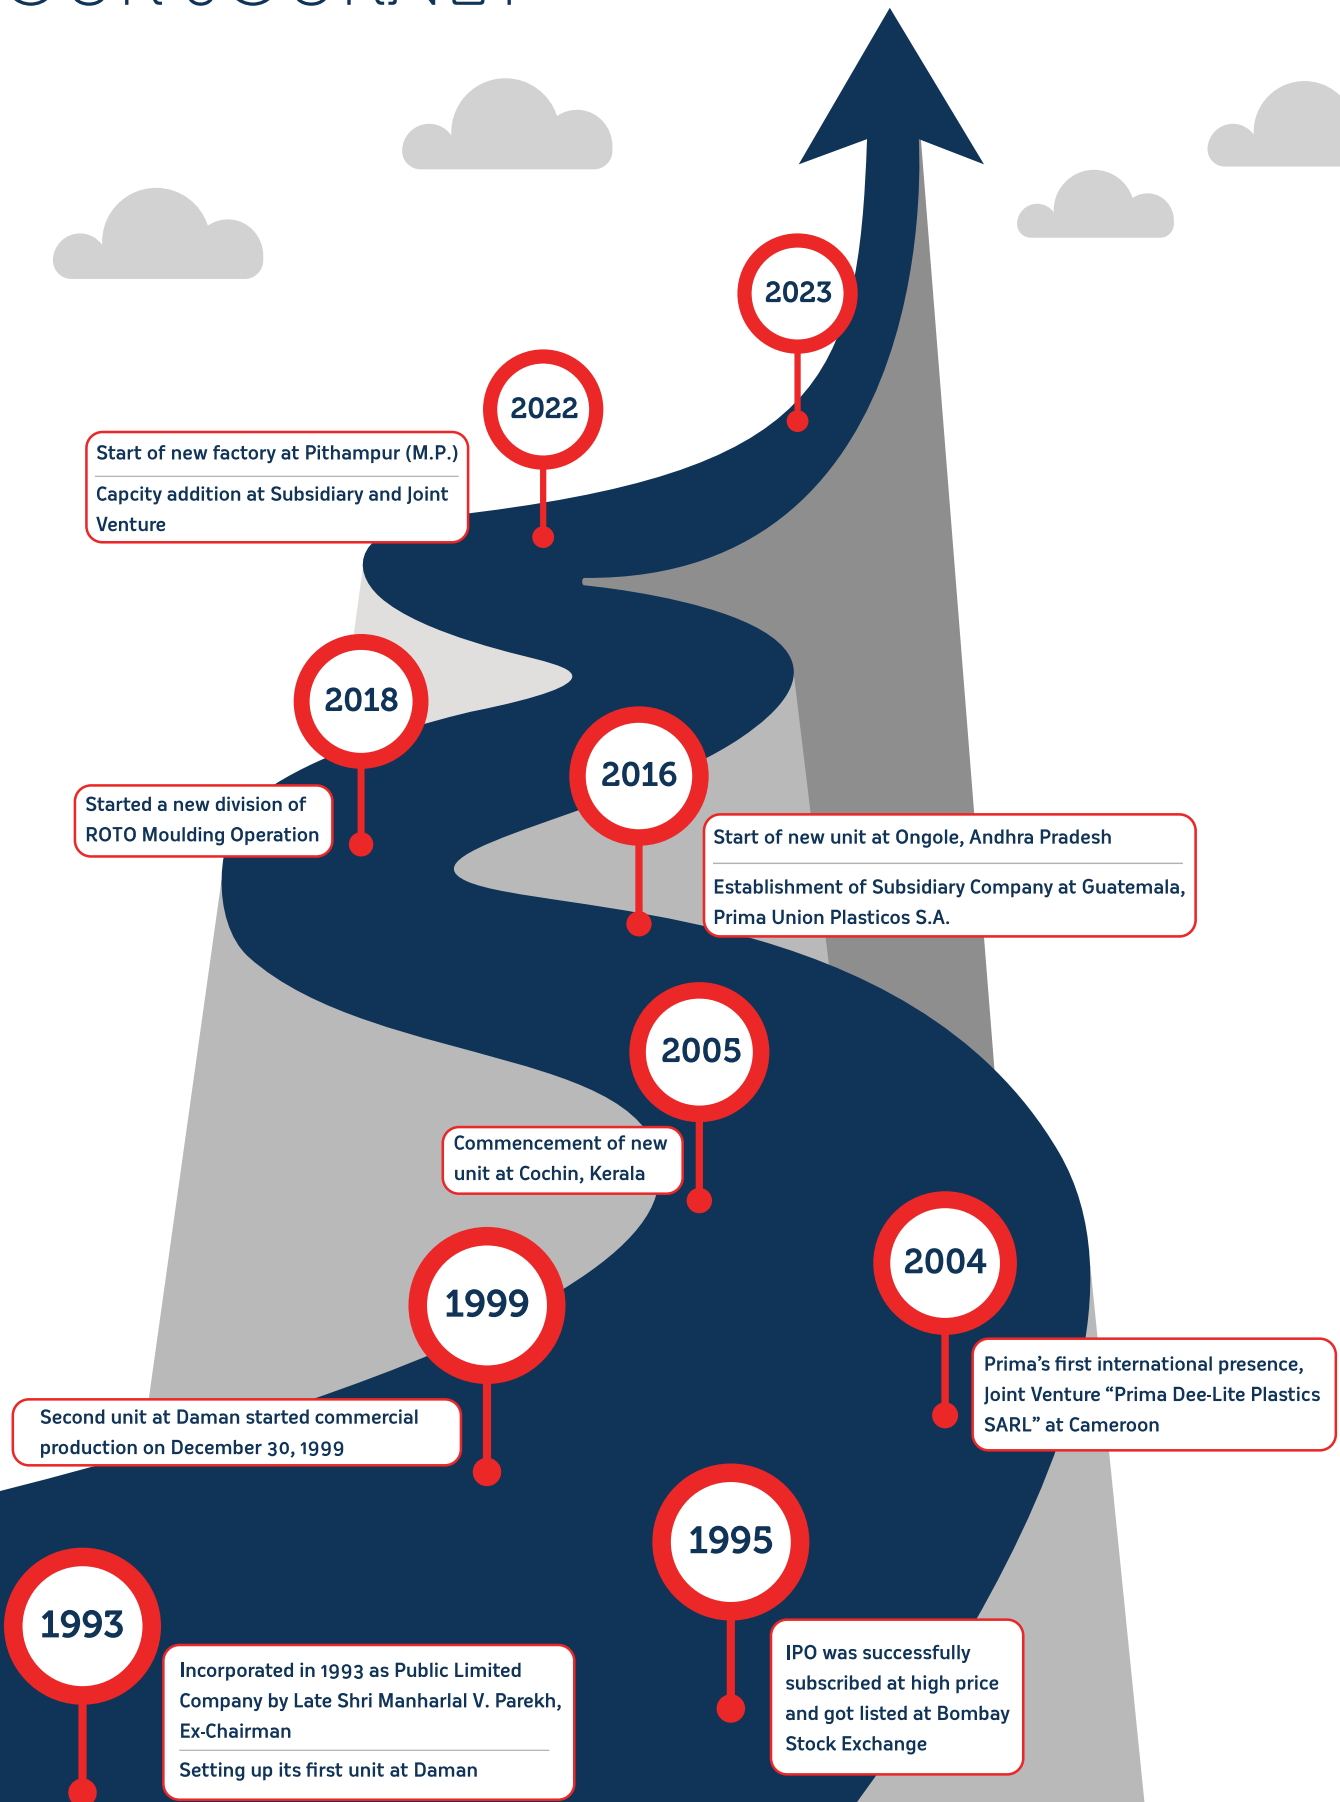 OUR JOURNEY
2023
2022
Start of new factory at Pithampur (M.P.)
Capcity addition at Subsidiary and Joint
Venture
2018
Started a new division of
ROTO Moulding Operation
2016
Start of new unit at Ongole, Andhra Pradesh
Establishment of Subsidiary Company at Guatemala,
Prima Union Plasticos S.A.
2005
Commencement of new
unit at Cochin, Kerala
2004
Prima’s first international presence,
Joint Venture “Prima Dee-Lite Plastics
SARL” at Cameroon
1999
Second unit at Daman started commercial
production on December 30, 1999
1995
IPO was successfully
subscribed at high price
and got listed at Bombay
Stock Exchange
1993
Incorporated in 1993 as Public Limited
Company by Late Shri Manharlal V. Parekh,
Ex-Chairman
Setting up its first unit at Daman